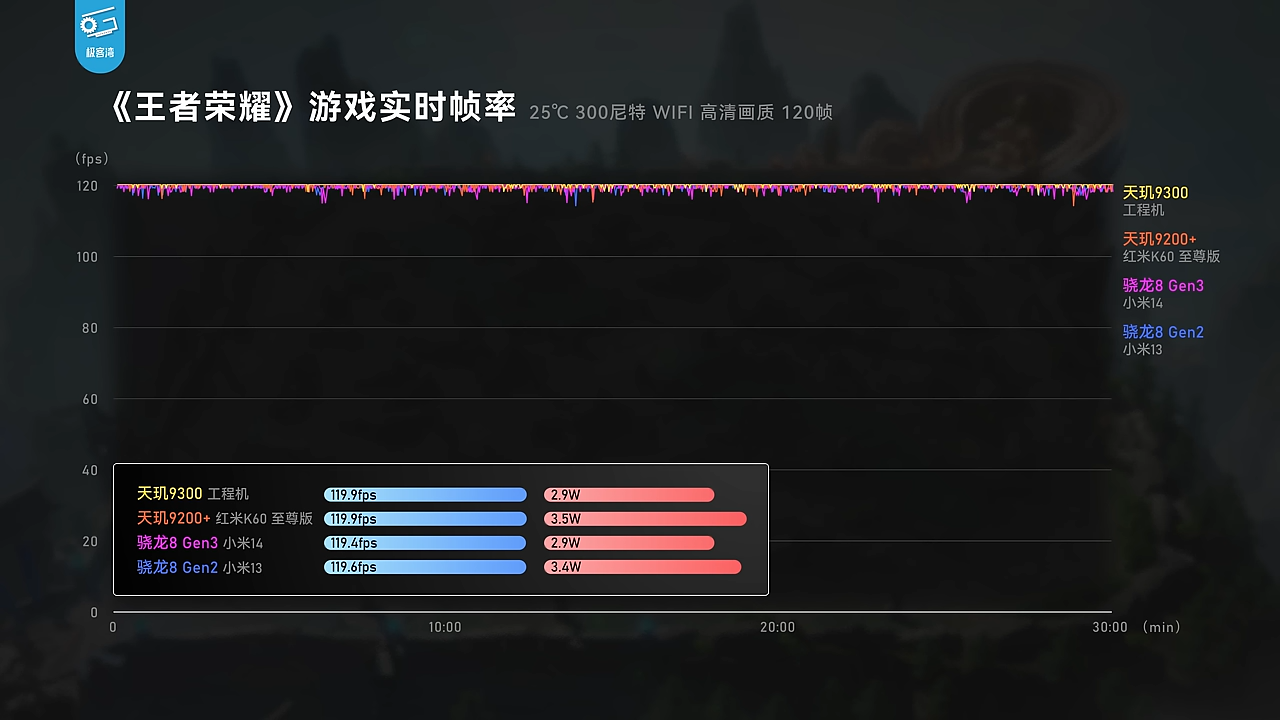 极客湾
《王者荣耀》游戏实时帧率 25℃ 300尼特 WIFI 高清画质 120帧
(fps)
120
100
80
60
40
20
0
天玑9300
工程机
天玑9200+
红米K60 至尊版
骁龙8 Gen3
小米14
骁龙8 Gen2
小米13
天玑9300 工程机 119.9fps 2.9W
天玑9200+ 红米K60 至尊版 119.9fps 3.5W
骁龙8 Gen3 小米14 119.4fps 2.9W
骁龙8 Gen2 小米13 119.6fps 3.4W
0 10:00 20:00 30:00 (min)